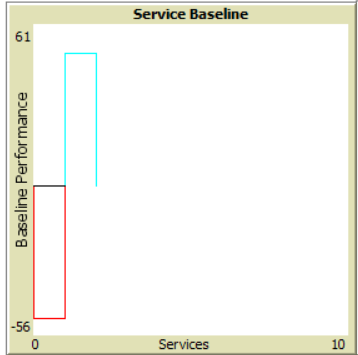 Service Baseline
61
Baseline Performance
-56
0
Services
10